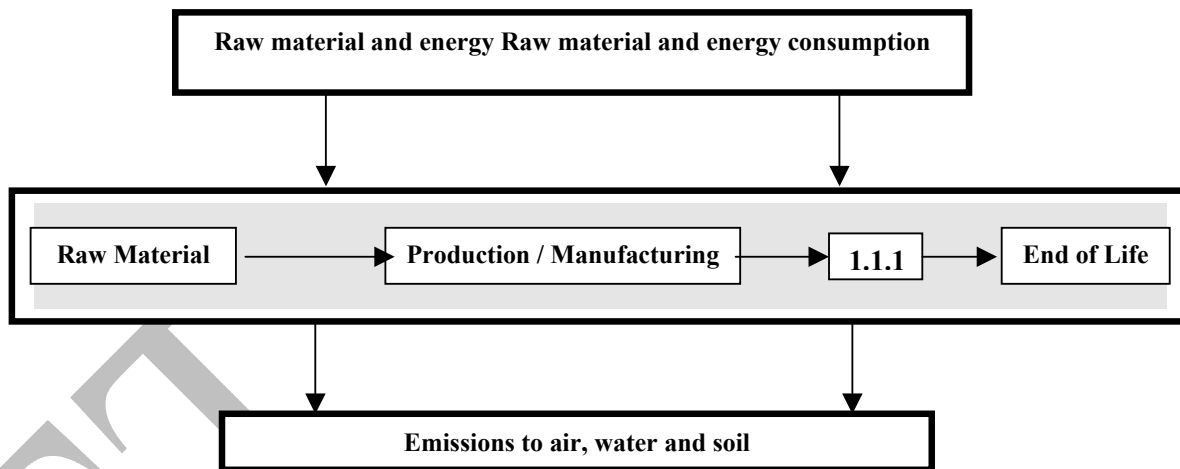 Raw material and energy Raw material and energy consumption
Raw Material
Production / Manufacturing
1.1.1
End of Life
Emissions to air, water and soil